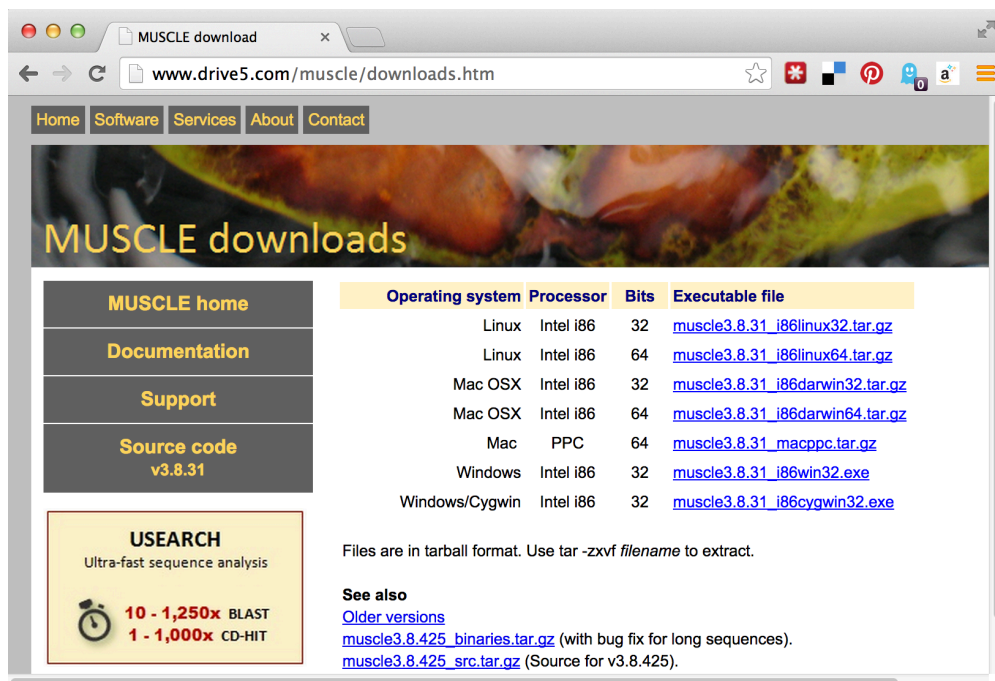 MUSCLE download
www.drive5.com/muscle/downloads.htm
0
a
Home Software Services About Contact
MUSCLE downloads
MUSCLE home
Documentation
Support
Source code
v3.8.31
USEARCH
Ultra-fast sequence analysis
10 - 1,250x BLAST
1 - 1,000x CD-HIT
Operating system Processor Bits Executable file
Linux Intel i86 32 muscle3.8.31_i86linux32.tar.gz
Linux Intel i86 64 muscle3.8.31_i86linux64.tar.gz
Mac OSX Intel i86 32 muscle3.8.31_i86darwin32.tar.gz
Mac OSX Intel i86 64 muscle3.8.31_i86darwin64.tar.gz
Mac PPC 64 muscle3.8.31_macppc.tar.gz
Windows Intel i86 32 muscle3.8.31_i86win32.exe
Windows/Cygwin Intel i86 32 muscle3.8.31_i86cygwin32.exe
Files are in tarball format. Use tar -zxvf filename to extract.
See also
Older versions
muscle3.8.425_binaries.tar.gz (with bug fix for long sequences).
muscle3.8.425_src.tar.gz (Source for v3.8.425).